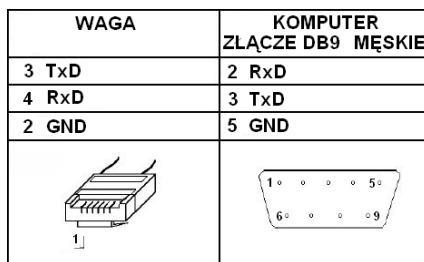 WAGA
KOMPUTER
ZŁĄCZE DB9 MĘSKIE
3 TxD
2 RxD
4 RxD
3 TxD
2 GND
5 GND
1
1 5
6 9